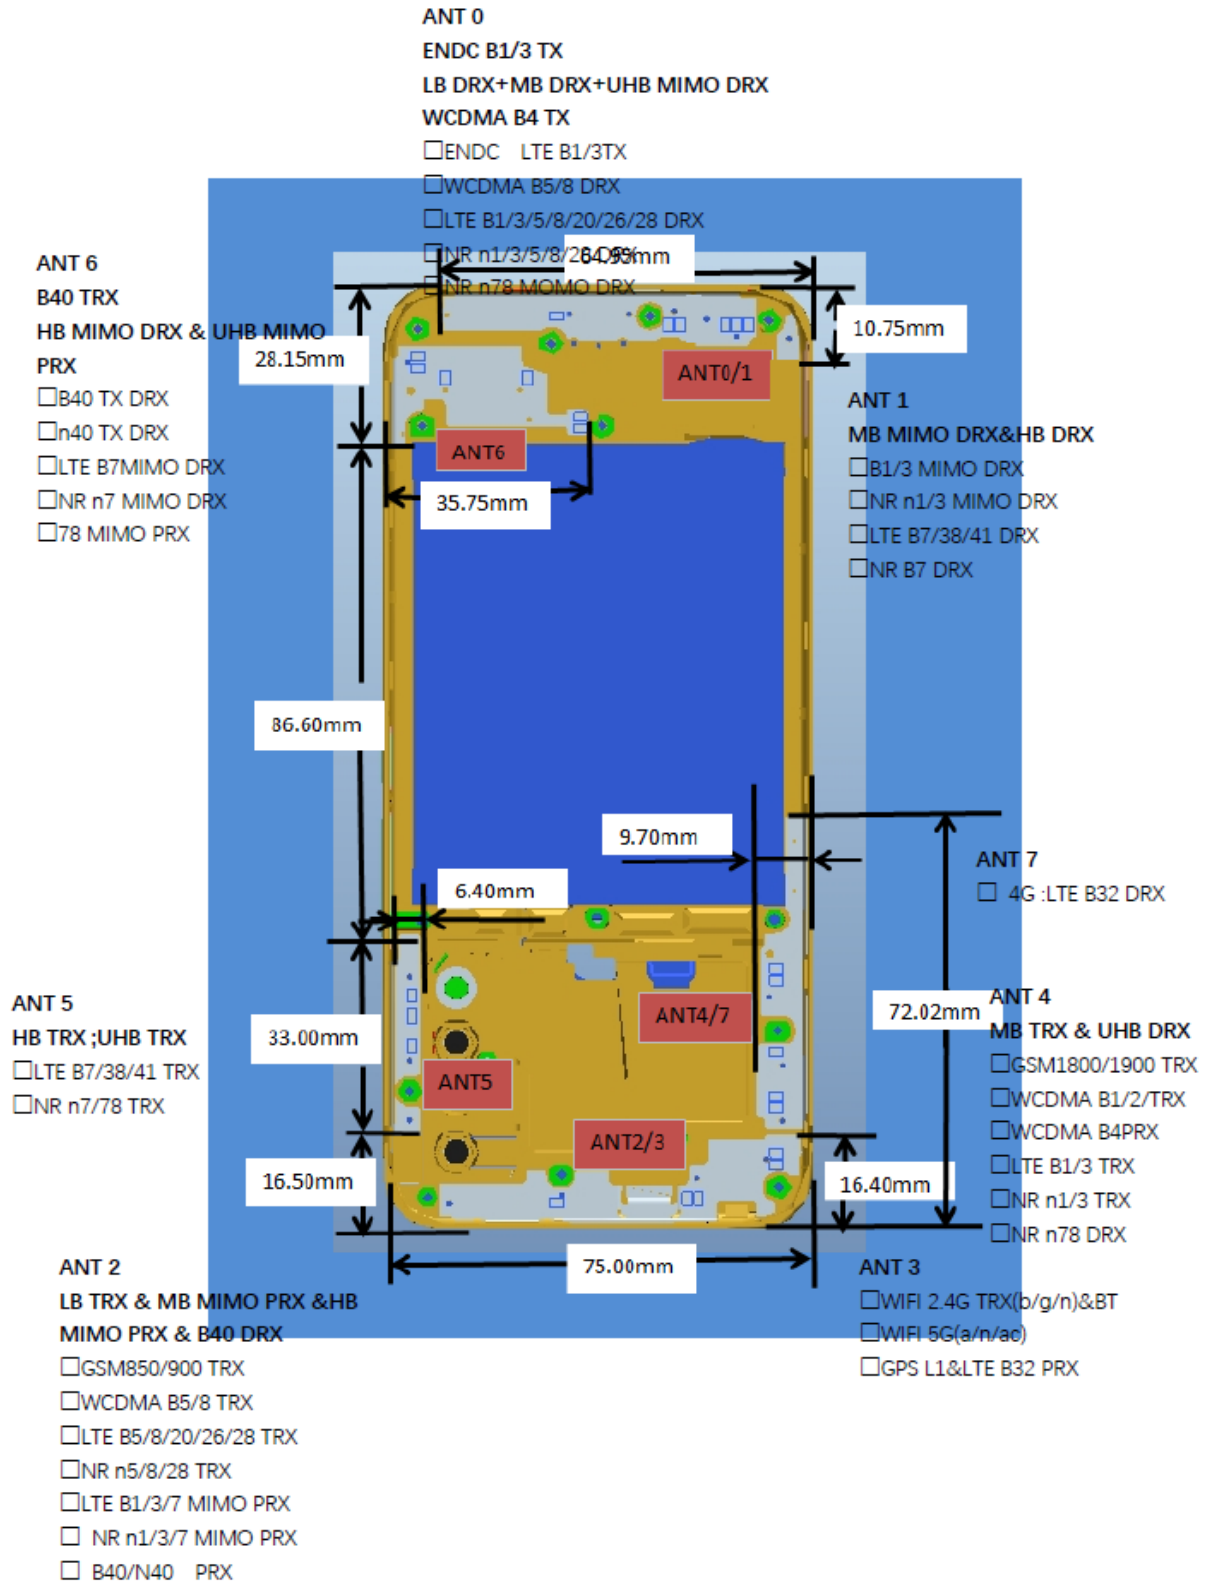 ANT 0
ENDC B1/3 TX
LB DRX+MB DRX+UHB MIMO DRX
WCDMA B4 TX
□ENDC LTE B1/3TX
□WCDMA B5/8 DRX
□LTE B1/3/5/8/20/26/28 DRX
□NR n1/3/5/8/28 DRX
□NR n78 MOMO DRX
64.95mm
ANT 6
B40 TRX
HB MIMO DRX & UHB MIMO
PRX
□B40 TX DRX
□n40 TX DRX
□LTE B7MIMO DRX
□NR n7 MIMO DRX
□78 MIMO PRX
28.15mm
10.75mm
ANT0/1
ANT6
35.75mm
ANT 1
MB MIMO DRX&HB DRX
□B1/3 MIMO DRX
□NR n1/3 MIMO DRX
□LTE B7/38/41 DRX
□NR B7 DRX
86.60mm
9.70mm
6.40mm
ANT 7
□ 4G :LTE B32 DRX
ANT 5
HB TRX ;UHB TRX
□LTE B7/38/41 TRX
□NR n7/78 TRX
33.00mm
ANT4/7
72.02mm
ANT5
ANT2/3
ANT 4
MB TRX & UHB DRX
□GSM1800/1900 TRX
□WCDMA B1/2/TRX
□WCDMA B4PRX
□LTE B1/3 TRX
□NR n1/3 TRX
□NR n78 DRX
16.50mm
16.40mm
75.00mm
ANT 2
LB TRX & MB MIMO PRX &HB
MIMO PRX & B40 DRX
□GSM850/900 TRX
□WCDMA B5/8 TRX
□LTE B5/8/20/26/28 TRX
□NR n5/8/28 TRX
□LTE B1/3/7 MIMO PRX
□ NR n1/3/7 MIMO PRX
□ B40/N40 PRX
ANT 3
□WIFI 2.4G TRX(b/g/n)&BT
□WIFI 5G(a/n/ac)
□GPS L1&LTE B32 PRX